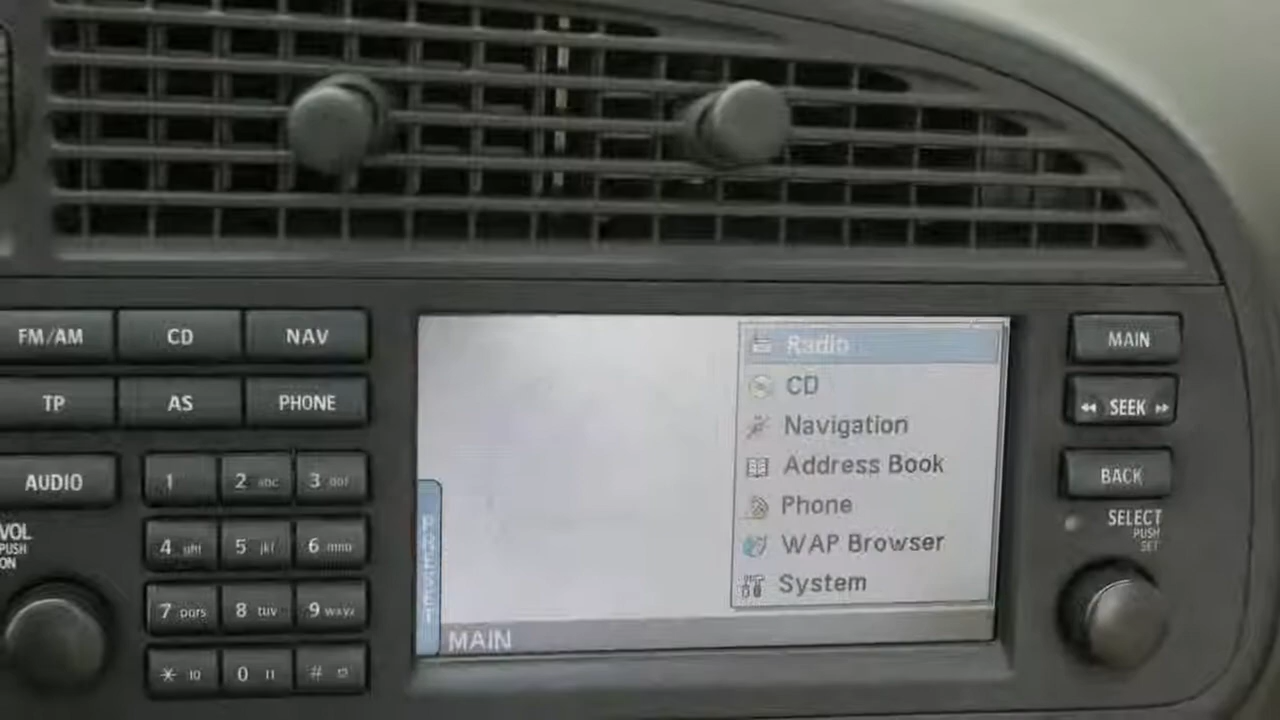 FM/AM CD NAV
TP AS PHONE
AUDIO
1 2 abc 3 def
4 ghi 5 jkl 6 mno
7 pqrs 8 tuv 9 wxyz
* 0 #
VOL
PUSH
ON
Radio
CD
Navigation
Address Book
Phone
WAP Browser
System
MAIN
MAIN
SEEK
BACK
SELECT
PUSH
SET